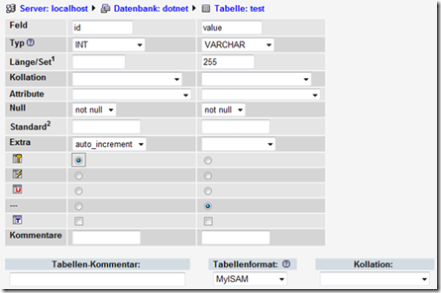 Server: localhost ▶ Datenbank: dotnet ▶ Tabelle: test
Feld id value
Typ INT VARCHAR
Länge/Set¹ 255
Kollation
Attribute
Null not null not null
Standard²
Extra auto_increment
---
Kommentare
Tabellen-Kommentar: Tabellenformat: Kollation:
MyISAM